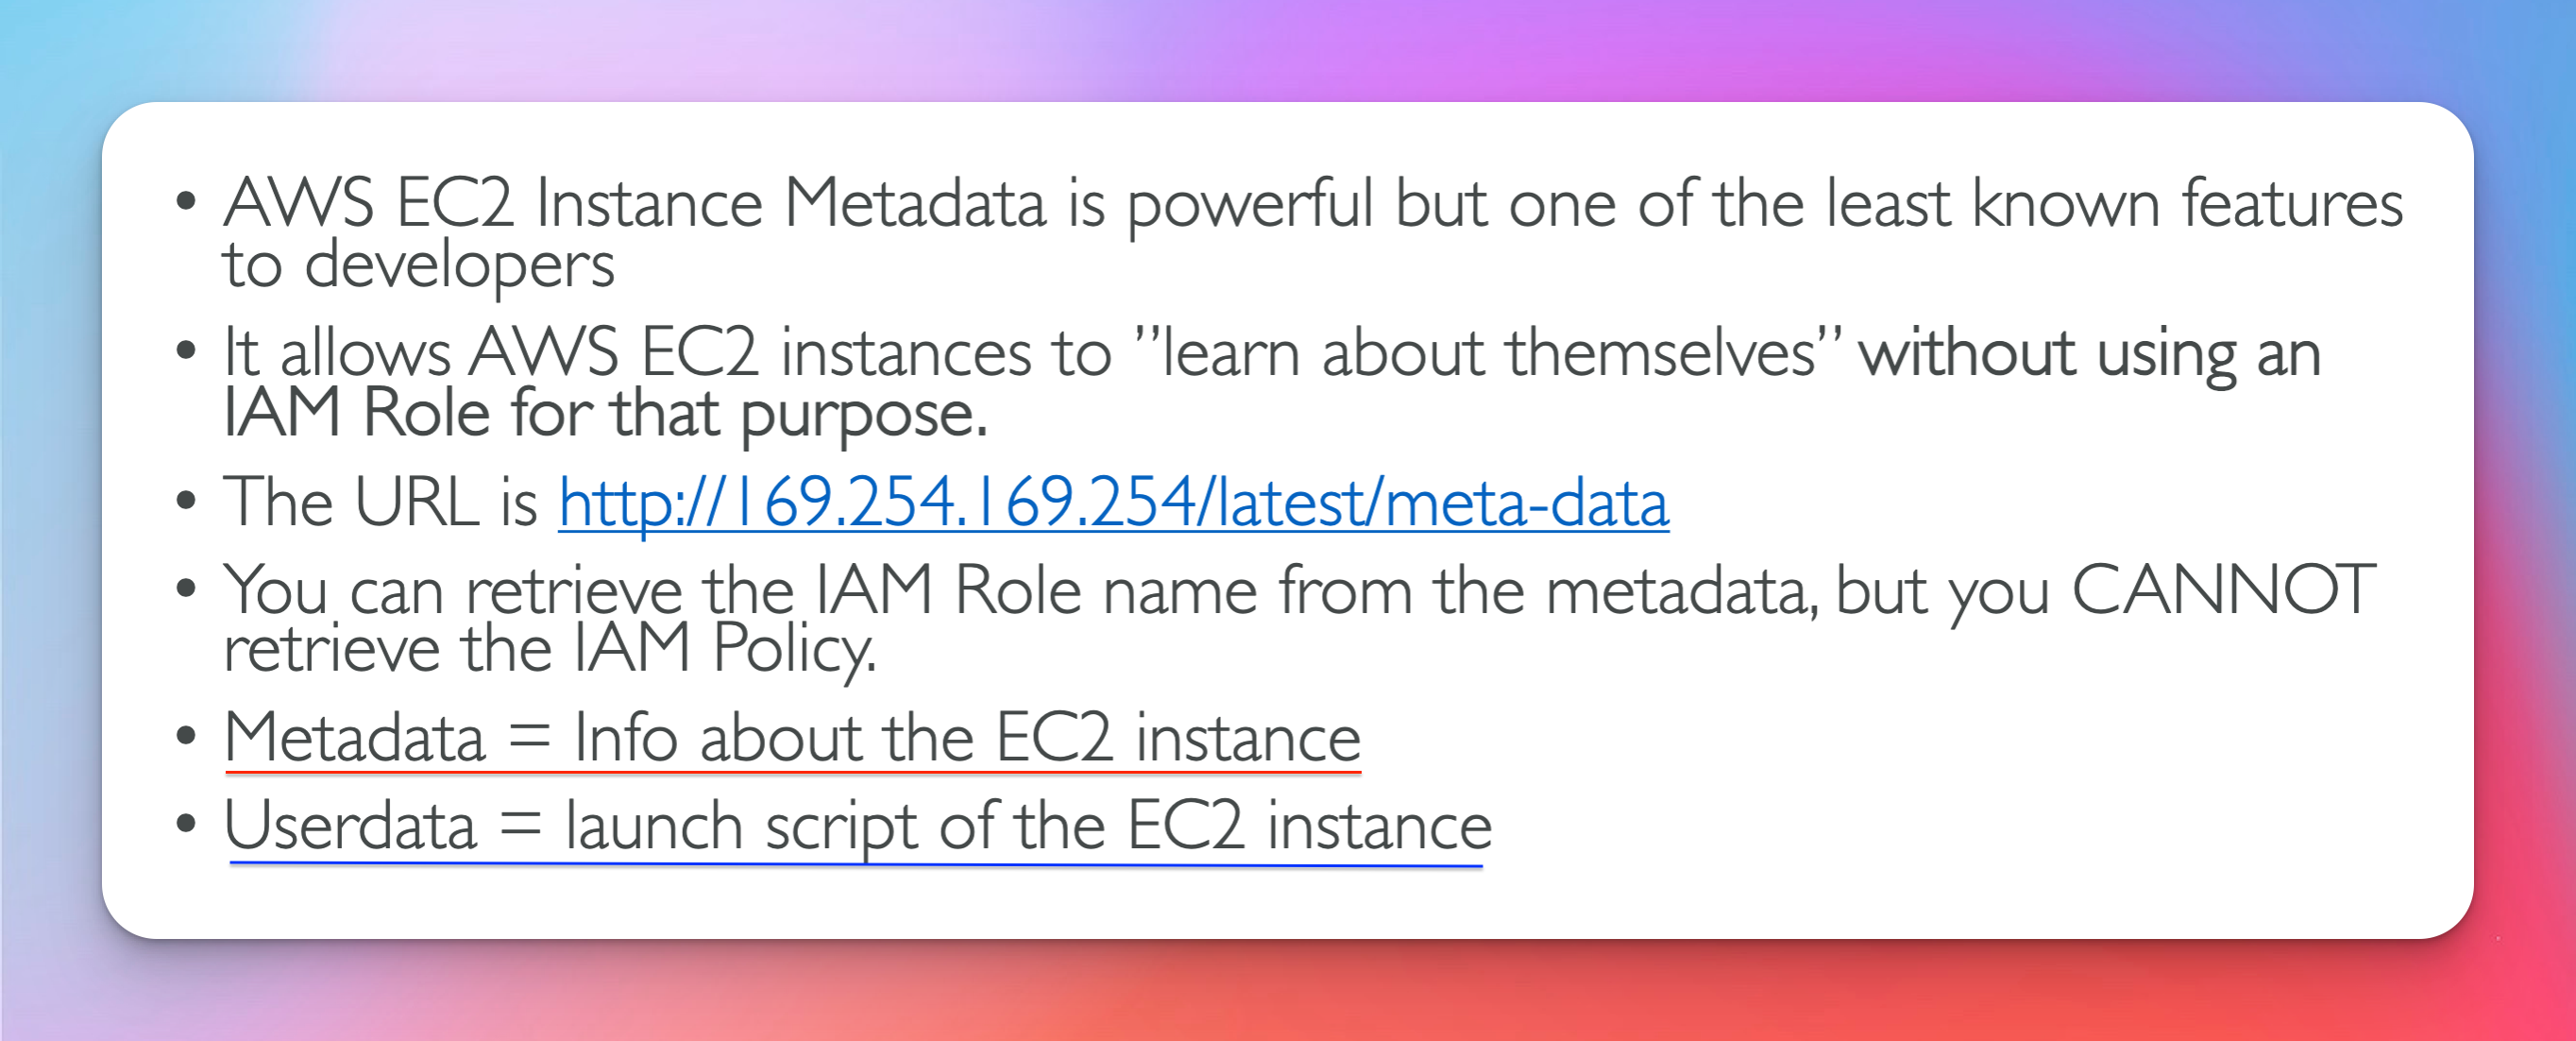 • AWS EC2 Instance Metadata is powerful but one of the least known features
to developers
• It allows AWS EC2 instances to ”learn about themselves” without using an
IAM Role for that purpose.
• The URL is http://169.254.169.254/latest/meta-data
• You can retrieve the IAM Role name from the metadata, but you CANNOT
retrieve the IAM Policy.
• Metadata = Info about the EC2 instance
• Userdata = launch script of the EC2 instance